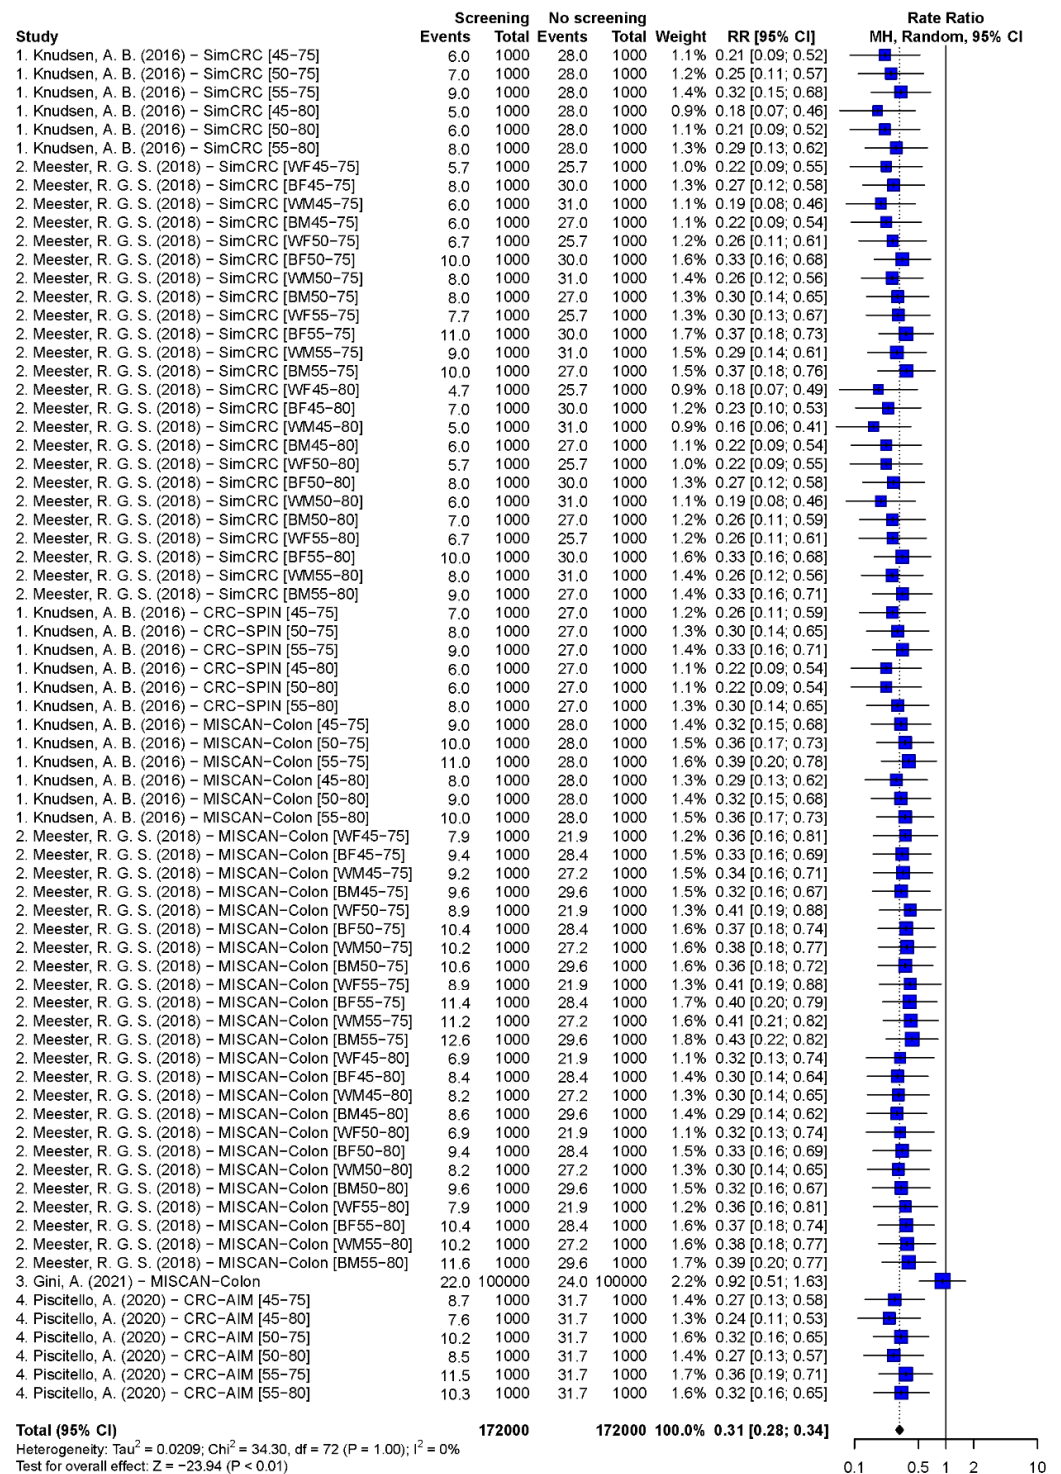 Screening No screening Rate Ratio
Study Events Total Events Total Weight RR [95% CI] MH, Random, 95% CI
1. Knudsen, A. B. (2016) − SimCRC [45−75] 6.0 1000 28.0 1000 1.1% 0.21 [0.09; 0.52]
1. Knudsen, A. B. (2016) − SimCRC [50−75] 7.0 1000 28.0 1000 1.2% 0.25 [0.11; 0.57]
1. Knudsen, A. B. (2016) − SimCRC [55−75] 9.0 1000 28.0 1000 1.4% 0.32 [0.15; 0.68]
1. Knudsen, A. B. (2016) − SimCRC [45−80] 5.0 1000 28.0 1000 0.9% 0.18 [0.07; 0.46]
1. Knudsen, A. B. (2016) − SimCRC [50−80] 6.0 1000 28.0 1000 1.1% 0.21 [0.09; 0.52]
1. Knudsen, A. B. (2016) − SimCRC [55−80] 8.0 1000 28.0 1000 1.3% 0.29 [0.13; 0.62]
2. Meester, R. G. S. (2018) − SimCRC [WF45−75] 5.7 1000 25.7 1000 1.0% 0.22 [0.09; 0.55]
2. Meester, R. G. S. (2018) − SimCRC [BF45−75] 8.0 1000 30.0 1000 1.3% 0.27 [0.12; 0.58]
2. Meester, R. G. S. (2018) − SimCRC [WM45−75] 6.0 1000 31.0 1000 1.1% 0.19 [0.08; 0.46]
2. Meester, R. G. S. (2018) − SimCRC [BM45−75] 6.0 1000 27.0 1000 1.1% 0.22 [0.09; 0.54]
2. Meester, R. G. S. (2018) − SimCRC [WF50−75] 6.7 1000 25.7 1000 1.2% 0.26 [0.11; 0.61]
2. Meester, R. G. S. (2018) − SimCRC [BF50−75] 10.0 1000 30.0 1000 1.6% 0.33 [0.16; 0.68]
2. Meester, R. G. S. (2018) − SimCRC [WM50−75] 8.0 1000 31.0 1000 1.4% 0.26 [0.12; 0.56]
2. Meester, R. G. S. (2018) − SimCRC [BM50−75] 8.0 1000 27.0 1000 1.3% 0.30 [0.14; 0.65]
2. Meester, R. G. S. (2018) − SimCRC [WF55−75] 7.7 1000 25.7 1000 1.3% 0.30 [0.13; 0.67]
2. Meester, R. G. S. (2018) − SimCRC [BF55−75] 11.0 1000 30.0 1000 1.7% 0.37 [0.18; 0.73]
2. Meester, R. G. S. (2018) − SimCRC [WM55−75] 9.0 1000 31.0 1000 1.5% 0.29 [0.14; 0.61]
2. Meester, R. G. S. (2018) − SimCRC [BM55−75] 10.0 1000 27.0 1000 1.5% 0.37 [0.18; 0.76]
2. Meester, R. G. S. (2018) − SimCRC [WF45−80] 4.7 1000 25.7 1000 0.9% 0.18 [0.07; 0.49]
2. Meester, R. G. S. (2018) − SimCRC [BF45−80] 7.0 1000 30.0 1000 1.2% 0.23 [0.10; 0.53]
2. Meester, R. G. S. (2018) − SimCRC [WM45−80] 5.0 1000 31.0 1000 0.9% 0.16 [0.06; 0.41]
2. Meester, R. G. S. (2018) − SimCRC [BM45−80] 6.0 1000 27.0 1000 1.1% 0.22 [0.09; 0.54]
2. Meester, R. G. S. (2018) − SimCRC [WF50−80] 5.7 1000 25.7 1000 1.0% 0.22 [0.09; 0.55]
2. Meester, R. G. S. (2018) − SimCRC [BF50−80] 8.0 1000 30.0 1000 1.3% 0.27 [0.12; 0.58]
2. Meester, R. G. S. (2018) − SimCRC [WM50−80] 6.0 1000 31.0 1000 1.1% 0.19 [0.08; 0.46]
2. Meester, R. G. S. (2018) − SimCRC [BM50−80] 7.0 1000 27.0 1000 1.2% 0.26 [0.11; 0.59]
2. Meester, R. G. S. (2018) − SimCRC [WF55−80] 6.7 1000 25.7 1000 1.2% 0.26 [0.11; 0.61]
2. Meester, R. G. S. (2018) − SimCRC [BF55−80] 10.0 1000 30.0 1000 1.6% 0.33 [0.16; 0.68]
2. Meester, R. G. S. (2018) − SimCRC [WM55−80] 8.0 1000 31.0 1000 1.4% 0.26 [0.12; 0.56]
2. Meester, R. G. S. (2018) − SimCRC [BM55−80] 9.0 1000 27.0 1000 1.4% 0.33 [0.16; 0.71]
1. Knudsen, A. B. (2016) − CRC−SPIN [45−75] 7.0 1000 27.0 1000 1.2% 0.26 [0.11; 0.59]
1. Knudsen, A. B. (2016) − CRC−SPIN [50−75] 8.0 1000 27.0 1000 1.3% 0.30 [0.14; 0.65]
1. Knudsen, A. B. (2016) − CRC−SPIN [55−75] 9.0 1000 27.0 1000 1.4% 0.33 [0.16; 0.71]
1. Knudsen, A. B. (2016) − CRC−SPIN [45−80] 6.0 1000 27.0 1000 1.1% 0.22 [0.09; 0.54]
1. Knudsen, A. B. (2016) − CRC−SPIN [50−80] 6.0 1000 27.0 1000 1.1% 0.22 [0.09; 0.54]
1. Knudsen, A. B. (2016) − CRC−SPIN [55−80] 8.0 1000 27.0 1000 1.3% 0.30 [0.14; 0.65]
1. Knudsen, A. B. (2016) − MISCAN−Colon [45−75] 9.0 1000 28.0 1000 1.4% 0.32 [0.15; 0.68]
1. Knudsen, A. B. (2016) − MISCAN−Colon [50−75] 10.0 1000 28.0 1000 1.5% 0.36 [0.17; 0.73]
1. Knudsen, A. B. (2016) − MISCAN−Colon [55−75] 11.0 1000 28.0 1000 1.6% 0.39 [0.20; 0.78]
1. Knudsen, A. B. (2016) − MISCAN−Colon [45−80] 8.0 1000 28.0 1000 1.3% 0.29 [0.13; 0.62]
1. Knudsen, A. B. (2016) − MISCAN−Colon [50−80] 9.0 1000 28.0 1000 1.4% 0.32 [0.15; 0.68]
1. Knudsen, A. B. (2016) − MISCAN−Colon [55−80] 10.0 1000 28.0 1000 1.5% 0.36 [0.17; 0.73]
2. Meester, R. G. S. (2018) − MISCAN−Colon [WF45−75] 7.9 1000 21.9 1000 1.2% 0.36 [0.16; 0.81]
2. Meester, R. G. S. (2018) − MISCAN−Colon [BF45−75] 9.4 1000 28.4 1000 1.5% 0.33 [0.16; 0.69]
2. Meester, R. G. S. (2018) − MISCAN−Colon [WM45−75] 9.2 1000 27.2 1000 1.5% 0.34 [0.16; 0.71]
2. Meester, R. G. S. (2018) − MISCAN−Colon [BM45−75] 9.6 1000 29.6 1000 1.5% 0.32 [0.16; 0.67]
2. Meester, R. G. S. (2018) − MISCAN−Colon [WF50−75] 8.9 1000 21.9 1000 1.3% 0.41 [0.19; 0.88]
2. Meester, R. G. S. (2018) − MISCAN−Colon [BF50−75] 10.4 1000 28.4 1000 1.6% 0.37 [0.18; 0.74]
2. Meester, R. G. S. (2018) − MISCAN−Colon [WM50−75] 10.2 1000 27.2 1000 1.6% 0.38 [0.18; 0.77]
2. Meester, R. G. S. (2018) − MISCAN−Colon [BM50−75] 10.6 1000 29.6 1000 1.6% 0.36 [0.18; 0.72]
2. Meester, R. G. S. (2018) − MISCAN−Colon [WF55−75] 8.9 1000 21.9 1000 1.3% 0.41 [0.19; 0.88]
2. Meester, R. G. S. (2018) − MISCAN−Colon [BF55−75] 11.4 1000 28.4 1000 1.7% 0.40 [0.20; 0.79]
2. Meester, R. G. S. (2018) − MISCAN−Colon [WM55−75] 11.2 1000 27.2 1000 1.6% 0.41 [0.21; 0.82]
2. Meester, R. G. S. (2018) − MISCAN−Colon [BM55−75] 12.6 1000 29.6 1000 1.8% 0.43 [0.22; 0.82]
2. Meester, R. G. S. (2018) − MISCAN−Colon [WF45−80] 6.9 1000 21.9 1000 1.1% 0.32 [0.13; 0.74]
2. Meester, R. G. S. (2018) − MISCAN−Colon [BF45−80] 8.4 1000 28.4 1000 1.4% 0.30 [0.14; 0.64]
2. Meester, R. G. S. (2018) − MISCAN−Colon [WM45−80] 8.2 1000 27.2 1000 1.3% 0.30 [0.14; 0.65]
2. Meester, R. G. S. (2018) − MISCAN−Colon [BM45−80] 8.6 1000 29.6 1000 1.4% 0.29 [0.14; 0.62]
2. Meester, R. G. S. (2018) − MISCAN−Colon [WF50−80] 6.9 1000 21.9 1000 1.1% 0.32 [0.13; 0.74]
2. Meester, R. G. S. (2018) − MISCAN−Colon [BF50−80] 9.4 1000 28.4 1000 1.5% 0.33 [0.16; 0.69]
2. Meester, R. G. S. (2018) − MISCAN−Colon [WM50−80] 8.2 1000 27.2 1000 1.3% 0.30 [0.14; 0.65]
2. Meester, R. G. S. (2018) − MISCAN−Colon [BM50−80] 9.6 1000 29.6 1000 1.5% 0.32 [0.16; 0.67]
2. Meester, R. G. S. (2018) − MISCAN−Colon [WF55−80] 7.9 1000 21.9 1000 1.2% 0.36 [0.16; 0.81]
2. Meester, R. G. S. (2018) − MISCAN−Colon [BF55−80] 10.4 1000 28.4 1000 1.6% 0.37 [0.18; 0.74]
2. Meester, R. G. S. (2018) − MISCAN−Colon [WM55−80] 10.2 1000 27.2 1000 1.6% 0.38 [0.18; 0.77]
2. Meester, R. G. S. (2018) − MISCAN−Colon [BM55−80] 11.6 1000 29.6 1000 1.7% 0.39 [0.20; 0.77]
3. Gini, A. (2021) − MISCAN−Colon 22.0 100000 24.0 100000 2.2% 0.92 [0.51; 1.63]
4. Piscitello, A. (2020) − CRC−AIM [45−75] 8.7 1000 31.7 1000 1.4% 0.27 [0.13; 0.58]
4. Piscitello, A. (2020) − CRC−AIM [45−80] 7.6 1000 31.7 1000 1.3% 0.24 [0.11; 0.53]
4. Piscitello, A. (2020) − CRC−AIM [50−75] 10.2 1000 31.7 1000 1.6% 0.32 [0.16; 0.65]
4. Piscitello, A. (2020) − CRC−AIM [50−80] 8.5 1000 31.7 1000 1.4% 0.27 [0.13; 0.57]
4. Piscitello, A. (2020) − CRC−AIM [55−75] 11.5 1000 31.7 1000 1.7% 0.36 [0.19; 0.71]
4. Piscitello, A. (2020) − CRC−AIM [55−80] 10.3 1000 31.7 1000 1.6% 0.32 [0.16; 0.65]
Total (95% CI) 172000 172000 100.0% 0.31 [0.28; 0.34]
Heterogeneity: Tau² = 0.0209; Chi² = 34.30, df = 72 (P = 1.00); I² = 0%
Test for overall effect: Z = −23.94 (P < 0.01)
0.1 0.5 1 2 10